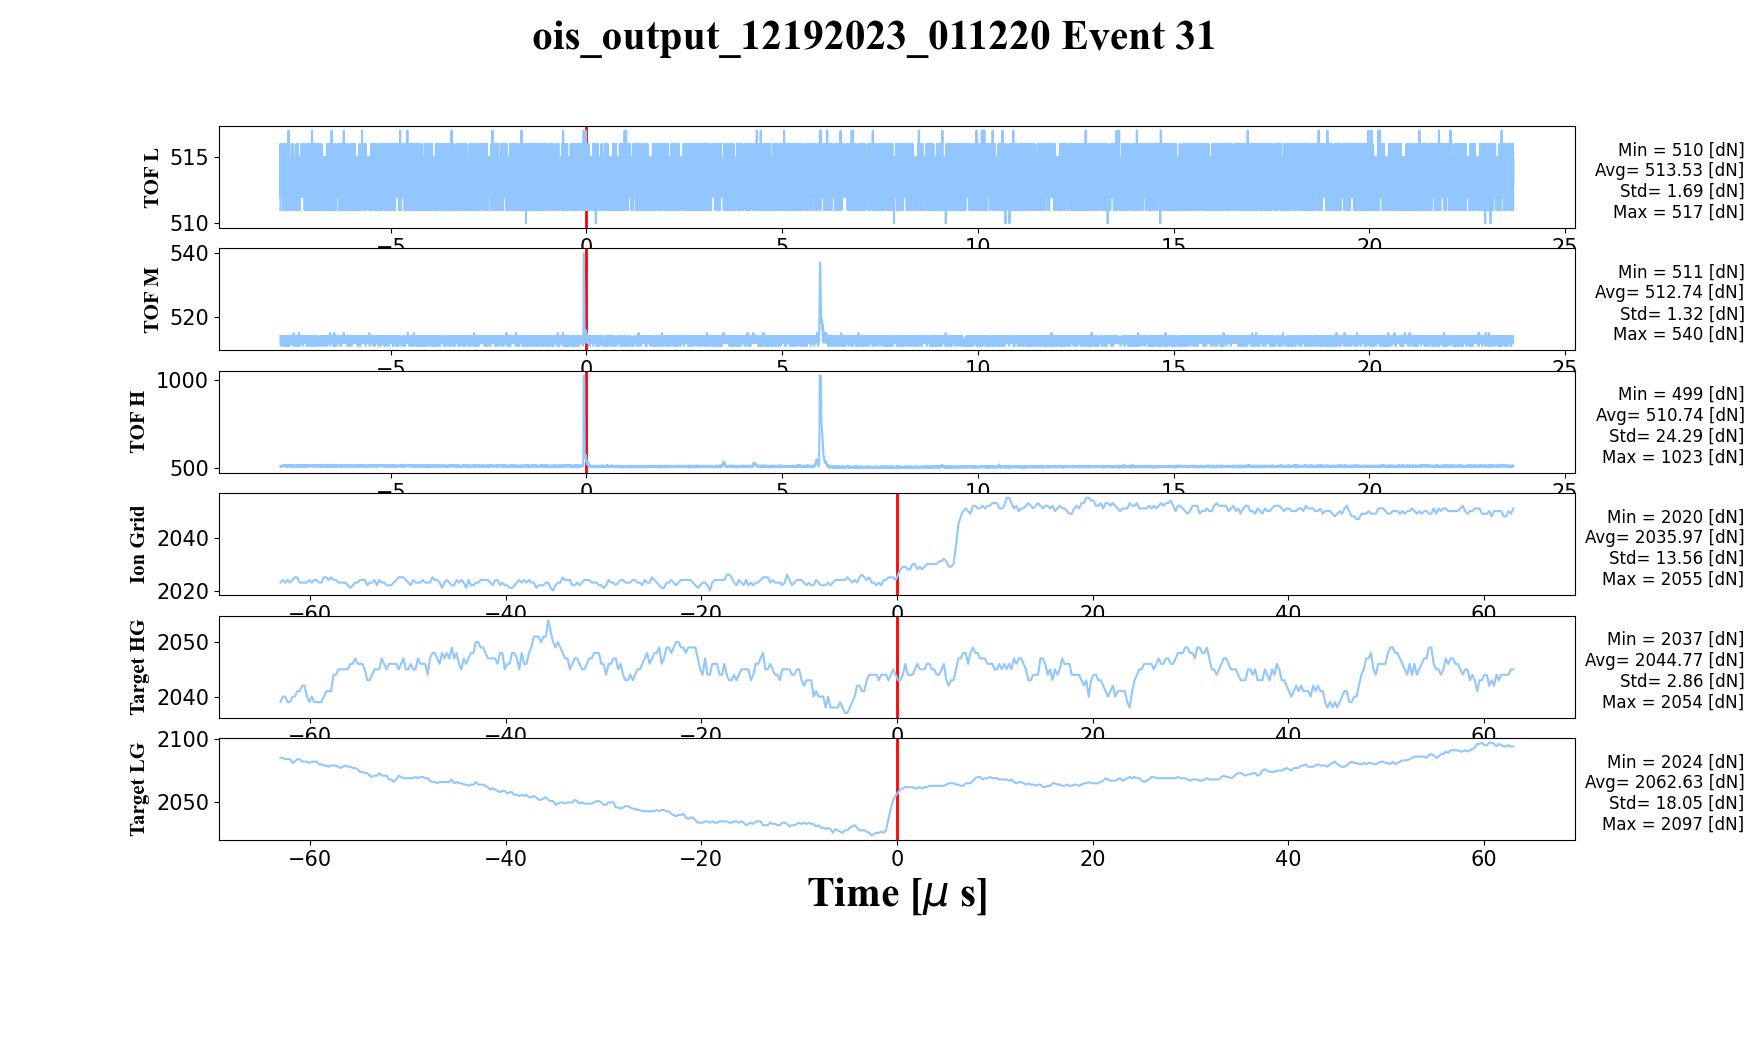 ois_output_12192023_011220 Event 31
TOF L
515
510
−5 0 5 10 15 20 25
Min = 510 [dN]
Avg= 513.53 [dN]
Std= 1.69 [dN]
Max = 517 [dN]
TOF M
540
520
−5 0 5 10 15 20 25
Min = 511 [dN]
Avg= 512.74 [dN]
Std= 1.32 [dN]
Max = 540 [dN]
TOF H
1000
500
−5 0 5 10 15 20 25
Min = 499 [dN]
Avg= 510.74 [dN]
Std= 24.29 [dN]
Max = 1023 [dN]
Ion Grid
2040
2020
−60 −40 −20 0 20 40 60
Min = 2020 [dN]
Avg= 2035.97 [dN]
Std= 13.56 [dN]
Max = 2055 [dN]
Target HG
2050
2040
−60 −40 −20 0 20 40 60
Min = 2037 [dN]
Avg= 2044.77 [dN]
Std= 2.86 [dN]
Max = 2054 [dN]
Target LG
2100
2050
−60 −40 −20 0 20 40 60
Min = 2024 [dN]
Avg= 2062.63 [dN]
Std= 18.05 [dN]
Max = 2097 [dN]
Time [μ s]